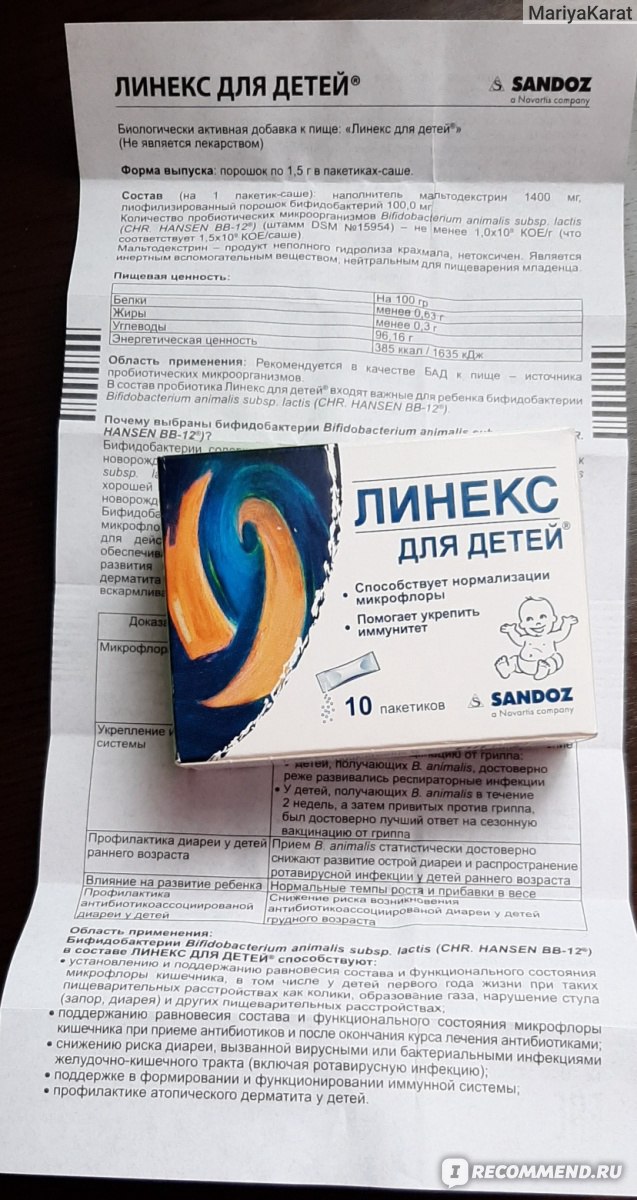 MariyaKarat
ЛИНЕКС ДЛЯ ДЕТЕЙ®
SANDOZ
a Novartis company
Биологически активная добавка к пище: «Линекс для детей®»
(Не является лекарством)
Форма выпуска: порошок по 1,5 г в пакетиках-саше.
Состав (на 1 пакетик-саше): наполнитель мальтодекстрин 1400 мг,
лиофилизированный порошок бифидобактерий 100,0 мг
Количество пробиотических микроорганизмов Bifidobacterium animalis subsp. lactis
(CHR. HANSEN BB-12®) (штамм DSM №15954) – не менее 1,0x10⁸ КОЕ/г (что
соответствует 1,5x10⁸ КОЕ/саше)
Мальтодекстрин – продукт неполного гидролиза крахмала, нетоксичен. Является
инертным вспомогательным веществом, нейтральным для пищеварения младенца.
Пищевая ценность:
На 100 гр
Белки менее 0,63 г
Жиры менее 0,3 г
Углеводы 96,16 г
Энергетическая ценность 385 ккал / 1635 кДж
Область применения: Рекомендуется в качестве БАД к пище – источника
пробиотических микроорганизмов.
В состав пробиотика Линекс для детей® входят важные для ребенка бифидобактерии
Bifidobacterium animalis subsp. lactis (CHR. HANSEN BB-12®)
Почему выбраны бифидобактерии Bifidobacterium animalis
HANSEN BB-12®)?
Бифидобактерии
subsp.
хорошей
микрофло
для
развития
дерматита
ЛИНЕКС
ДЛЯ ДЕТЕЙ®
• Способствует нормализации
микрофлоры
• Помогает укрепить
иммунитет
10 пакетиков
SANDOZ
a Novartis company
Микрофлор
Укрепление и
системы
от гриппа:
детей, получающих B. animalis, достоверно
реже развивались респираторные инфекции
• У детей, получающих B. animalis в течение
2 недель, а затем привитых против гриппа,
был достоверно лучший ответ на сезонную
вакцинацию от гриппа
Профилактика диареи у детей
раннего возраста
Прием B. animalis статистически достоверно
снижают развитие острой диареи и распространение
ротавирусной инфекции у детей раннего возраста
Влияние на развитие ребенка
Нормальные темпы роста и прибавки в весе
Профилактика
антибиотикоассоциированой
диареи у детей
Снижение риска возникновения
антибиотикоассоциированой диареи у детей
грудного возраста
Область применения:
Бифидобактерии Bifidobacterium animalis subsp. lactis (CHR. HANSEN BB-12®)
в составе ЛИНЕКС ДЛЯ ДЕТЕЙ® способствуют:
• установлению и поддержанию равновесия состава и функционального состояния
микрофлоры кишечника, в том числе у детей первого года жизни при таких
пищеварительных расстройствах как колики, образование газа, нарушение стула
(запор, диарея) и других пищеварительных расстройствах;
• поддержанию равновесия состава и функционального состояния микрофлоры
кишечника при приеме антибиотиков и после окончания курса лечения антибиотиками;
• снижению риска диареи, вызванной вирусными или бактериальными инфекциями
желудочно-кишечного тракта (включая ротавирусную инфекцию);
• поддержке в формировании и функционировании иммунной системы;
• профилактике атопического дерматита у детей.
IRECOMMEND.RU